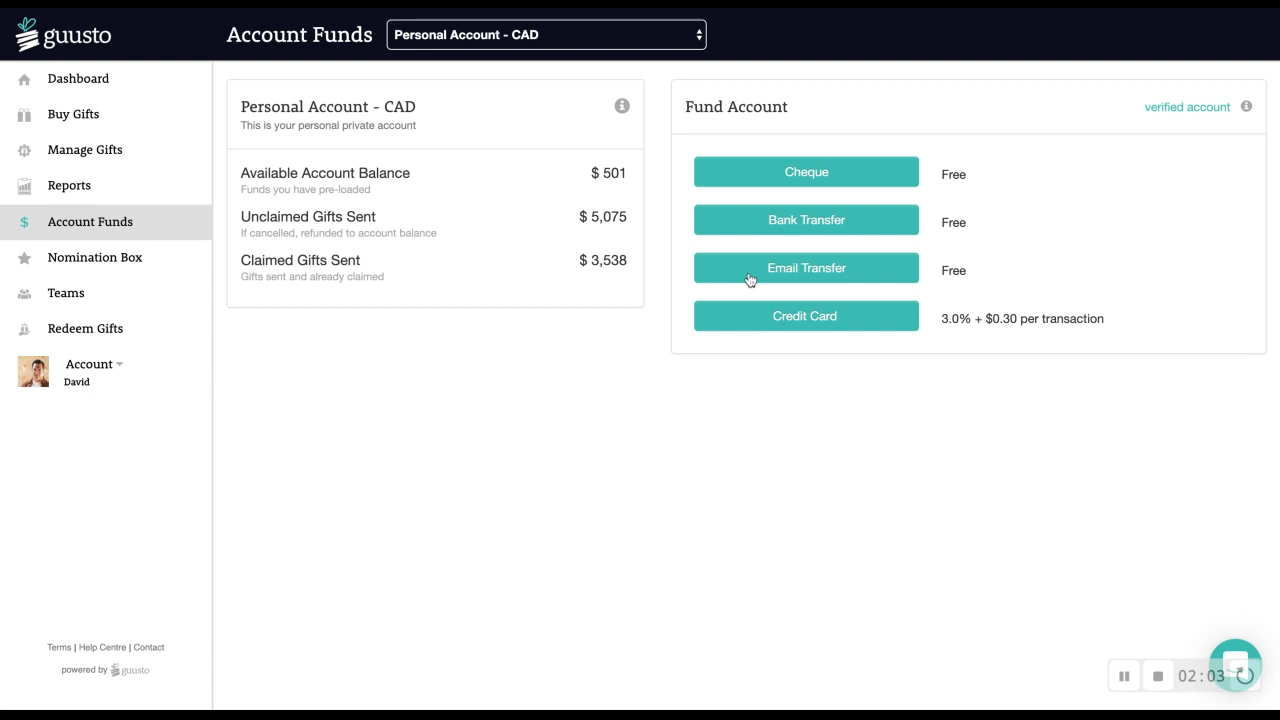 guusto
Account Funds
Personal Account - CAD
Dashboard
Buy Gifts
Manage Gifts
Reports
$ Account Funds
Nomination Box
Teams
Redeem Gifts
Account
David
Terms | Help Centre | Contact
powered by guusto
Personal Account - CAD
This is your personal private account
Available Account Balance $ 501
Funds you have pre-loaded
Unclaimed Gifts Sent $ 5,075
If cancelled, refunded to account balance
Claimed Gifts Sent $ 3,538
Gifts sent and already claimed
Fund Account verified account
Cheque Free
Bank Transfer Free
Email Transfer Free
Credit Card 3.0% + $0.30 per transaction
02:03